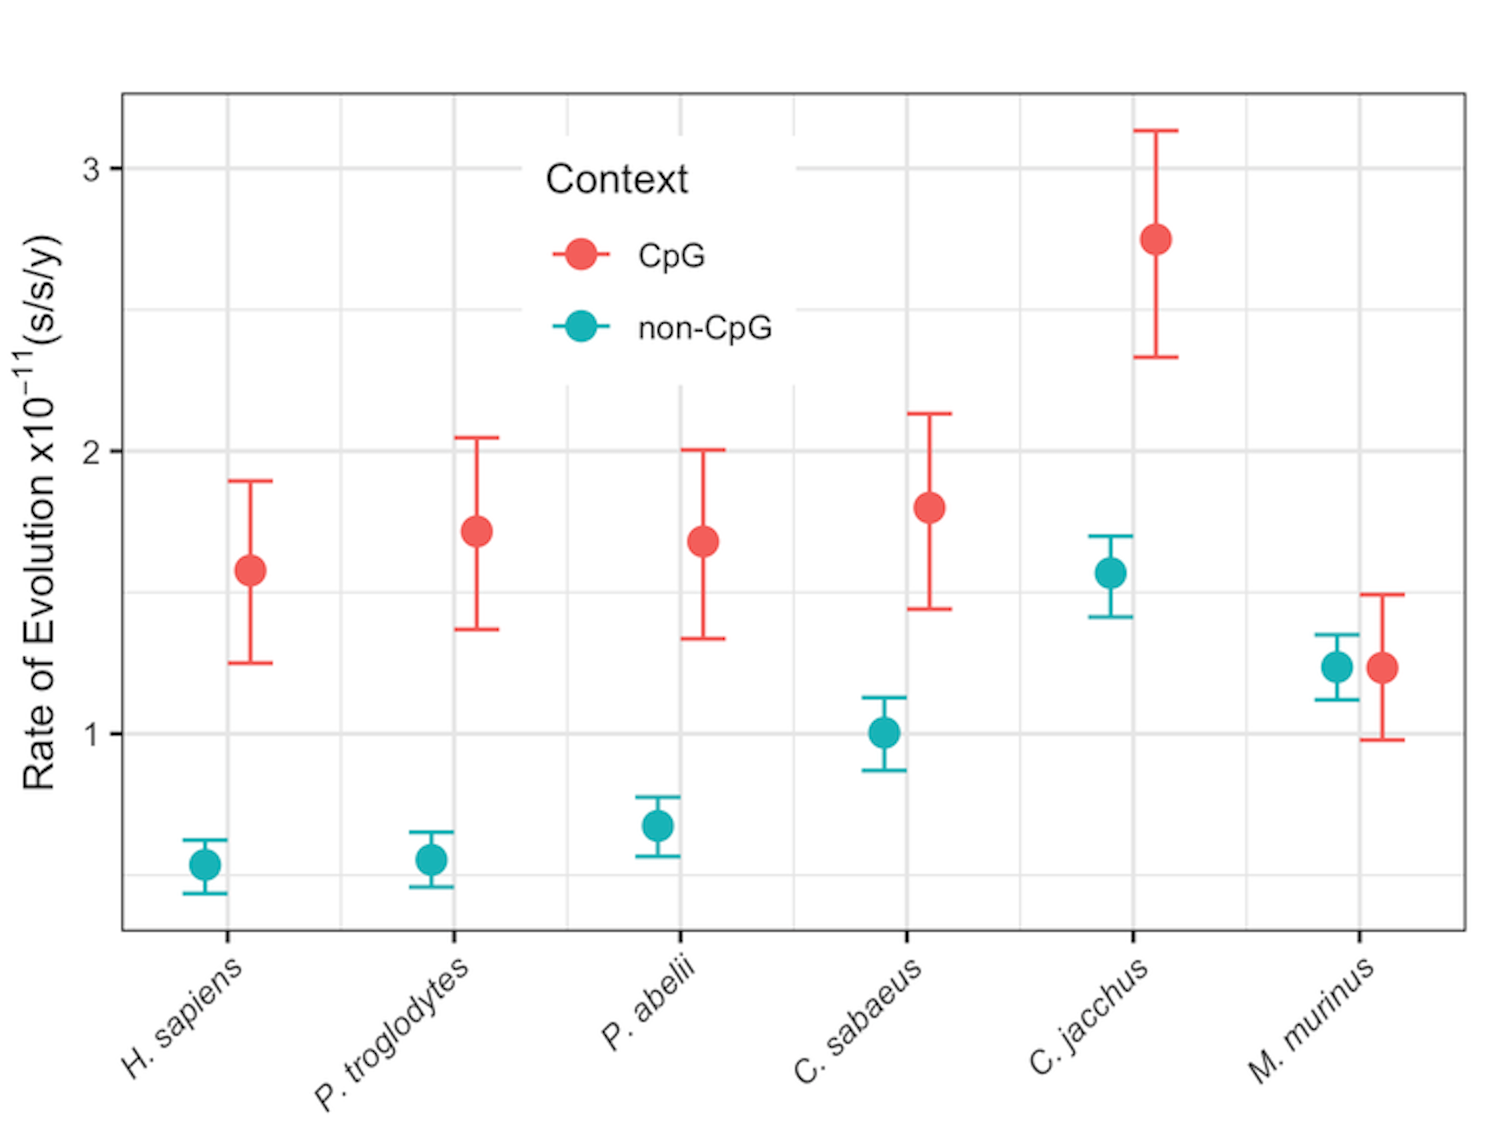 Rate of Evolution x10⁻¹¹(s/s/y)
3
2
1
Context
CpG
non-CpG
H. sapiens
P. troglodytes
P. abelii
C. sabaeus
C. jacchus
M. murinus